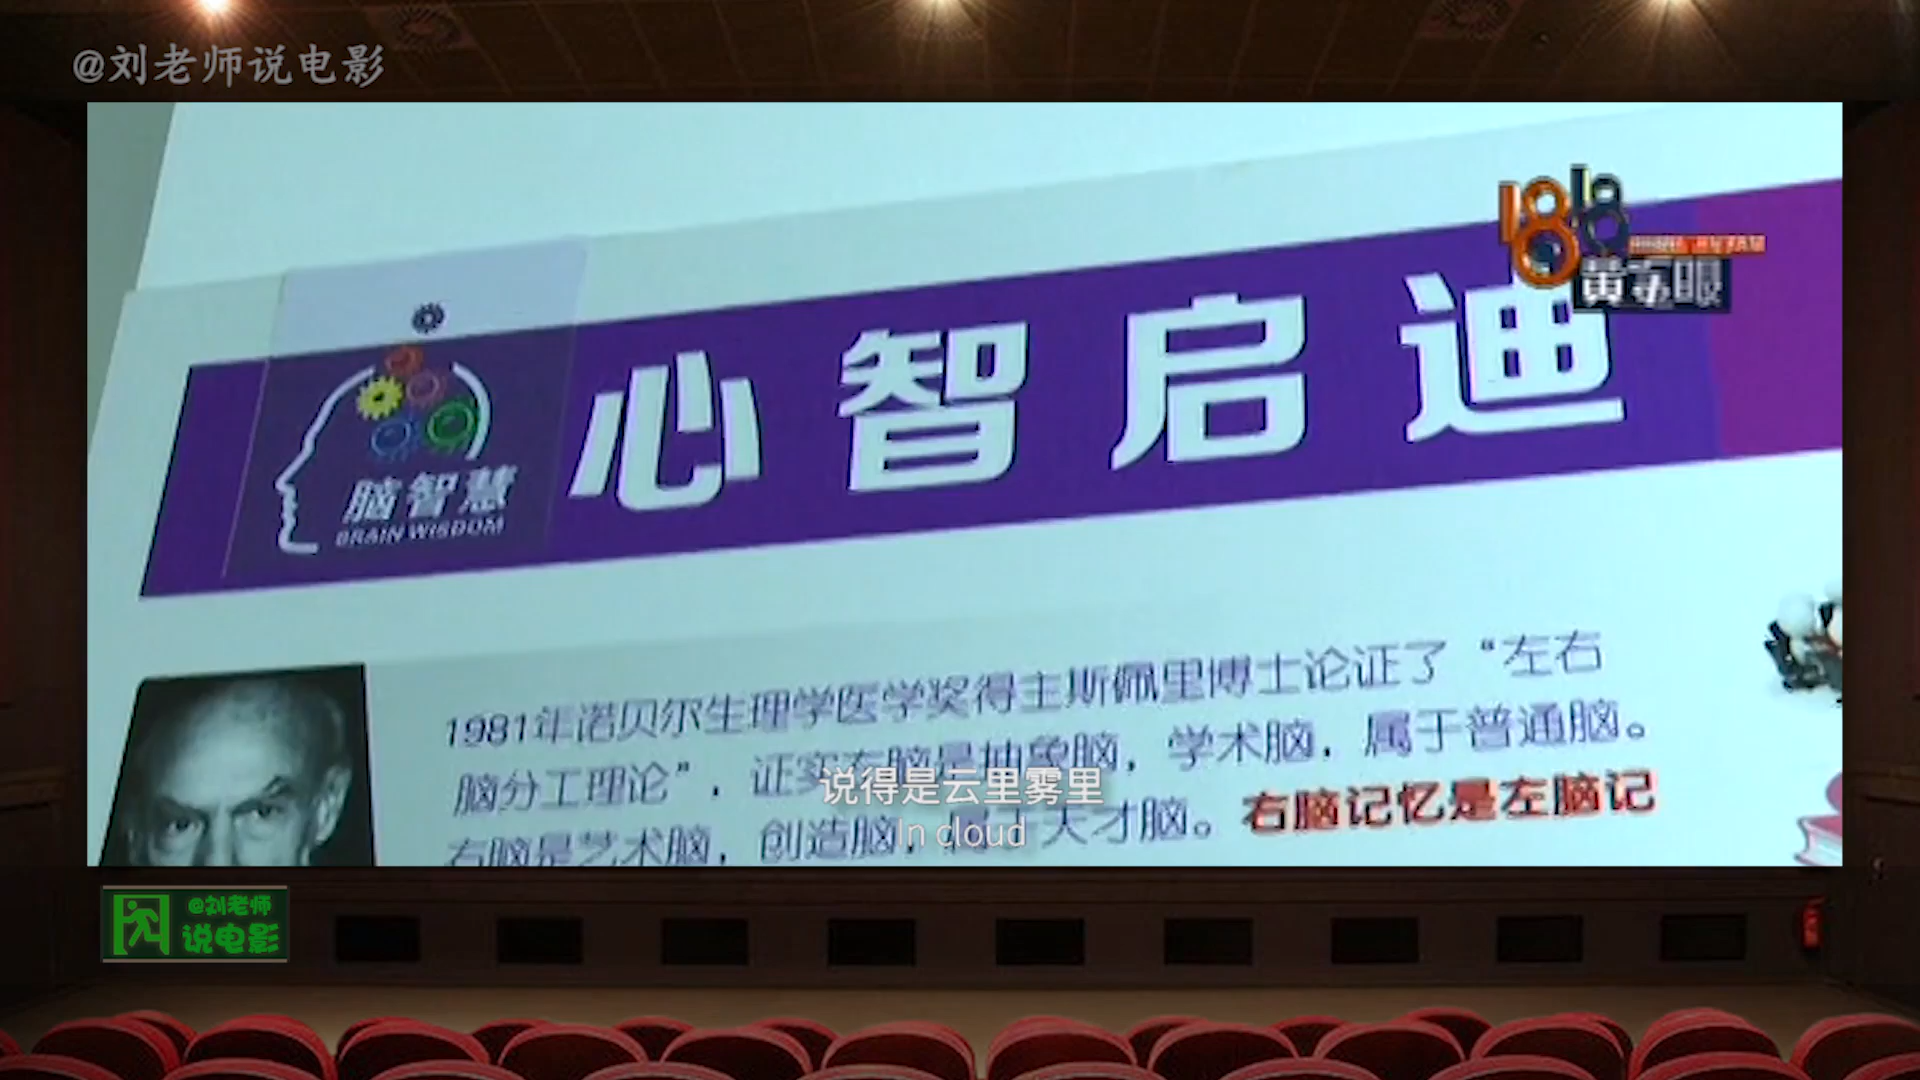 @刘老师说电影
1818
黄金眼
心智启迪
脑智慧
BRAIN WISDOM
1981年诺贝尔生理学医学奖得主斯佩里博士论证了“左右
脑分工理论”，证实左脑是抽象脑，学术脑，属于普通脑。
右脑是艺术脑，创造脑，属于天才脑。右脑记忆是左脑记
说得是云里雾里
In cloud
@刘老师
说电影